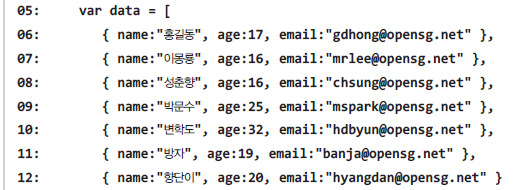 05: var data = [
06: { name:"홍길동", age:17, email:"gdhong@opensg.net" },
07: { name:"이몽룡", age:16, email:"mrlee@opensg.net" },
08: { name:"성춘향", age:16, email:"chsung@opensg.net" },
09: { name:"박문수", age:25, email:"mspark@opensg.net" },
10: { name:"변학도", age:32, email:"hdbyun@opensg.net" },
11: { name:"방자", age:19, email:"banja@opensg.net" },
12: { name:"향단이", age:20, email:"hyangdan@opensg.net" }